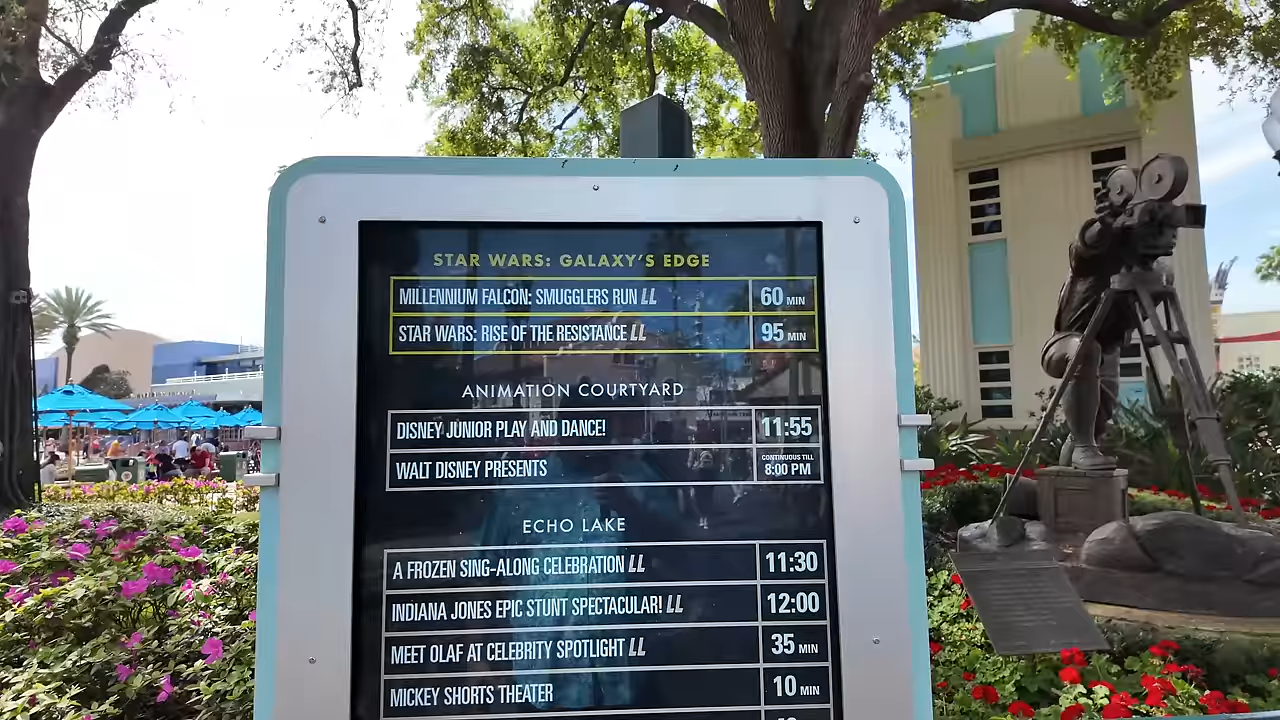 STAR WARS: GALAXY'S EDGE
MILLENNIUM FALCON: SMUGGLERS RUN LL 60 MIN
STAR WARS: RISE OF THE RESISTANCE LL 95 MIN
ANIMATION COURTYARD
DISNEY JUNIOR PLAY AND DANCE! 11:55
WALT DISNEY PRESENTS CONTINUOUS TILL 8:00 PM
ECHO LAKE
A FROZEN SING-ALONG CELEBRATION LL 11:30
INDIANA JONES EPIC STUNT SPECTACULAR! LL 12:00
MEET OLAF AT CELEBRITY SPOTLIGHT LL 35 MIN
MICKEY SHORTS THEATER 10 MIN